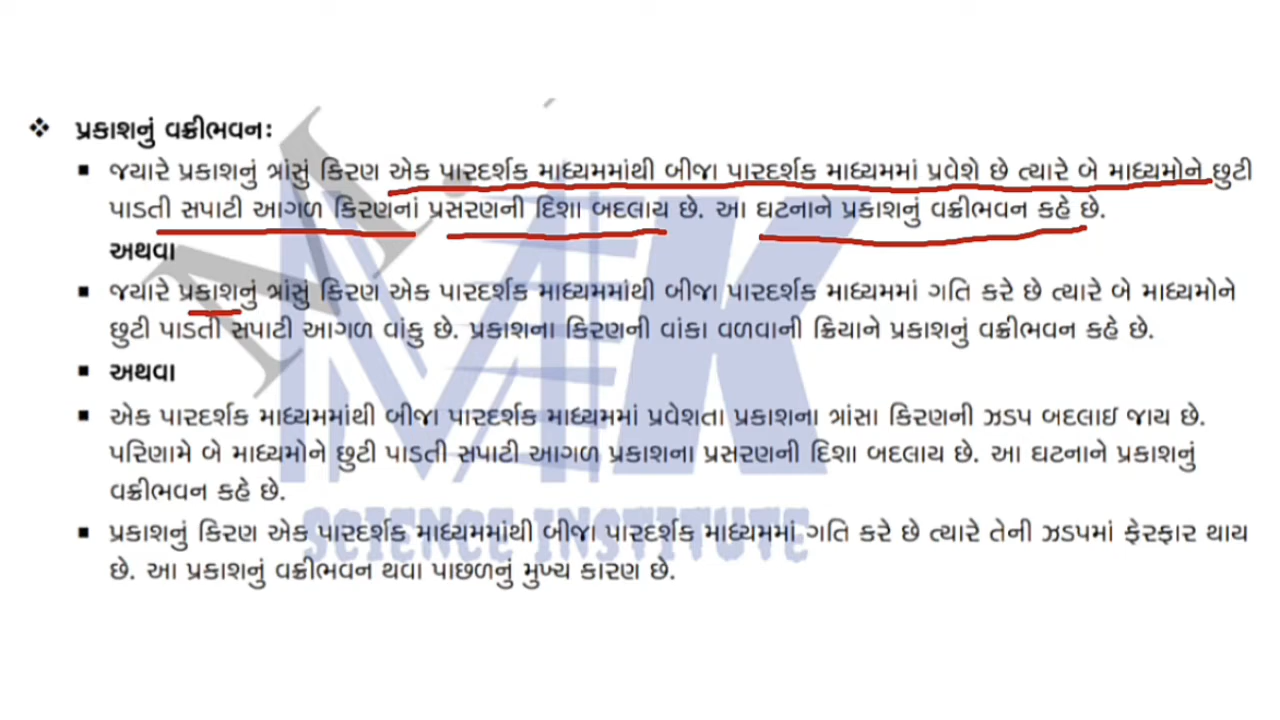 ❖ પ્રકાશનું વક્રીભવન:
▪ જ્યારે પ્રકાશનું ત્રાંસું કિરણ એક પારદર્શક માધ્યમમાંથી બીજા પારદર્શક માધ્યમમાં પ્રવેશે છે ત્યારે બે માધ્યમોને છુટી
પાડતી સપાટી આગળ કિરણનાં પ્રસરણની દિશા બદલાય છે. આ ઘટનાને પ્રકાશનું વક્રીભવન કહે છે.
અથવા
▪ જ્યારે પ્રકાશનું ત્રાંસું કિરણ એક પારદર્શક માધ્યમમાંથી બીજા પારદર્શક માધ્યમમાં ગતિ કરે છે ત્યારે બે માધ્યમોને
છુટી પાડતી સપાટી આગળ વાંકુ છે. પ્રકાશના કિરણની વાંકા વળવાની ક્રિયાને પ્રકાશનું વક્રીભવન કહે છે.
▪ અથવા
▪ એક પારદર્શક માધ્યમમાંથી બીજા પારદર્શક માધ્યમમાં પ્રવેશતા પ્રકાશના ત્રાંસા કિરણની ઝડપ બદલાઇ જાય છે.
પરિણામે બે માધ્યમોને છુટી પાડતી સપાટી આગળ પ્રકાશના પ્રસરણની દિશા બદલાય છે. આ ઘટનાને પ્રકાશનું
વક્રીભવન કહે છે.
▪ પ્રકાશનું કિરણ એક પારદર્શક માધ્યમમાંથી બીજા પારદર્શક માધ્યમમાં ગતિ કરે છે ત્યારે તેની ઝડપમાં ફેરફાર થાય
છે. આ પ્રકાશનું વક્રીભવન થવા પાછળનું મુખ્ય કારણ છે.
MEK
SCIENCE INSTITUTE